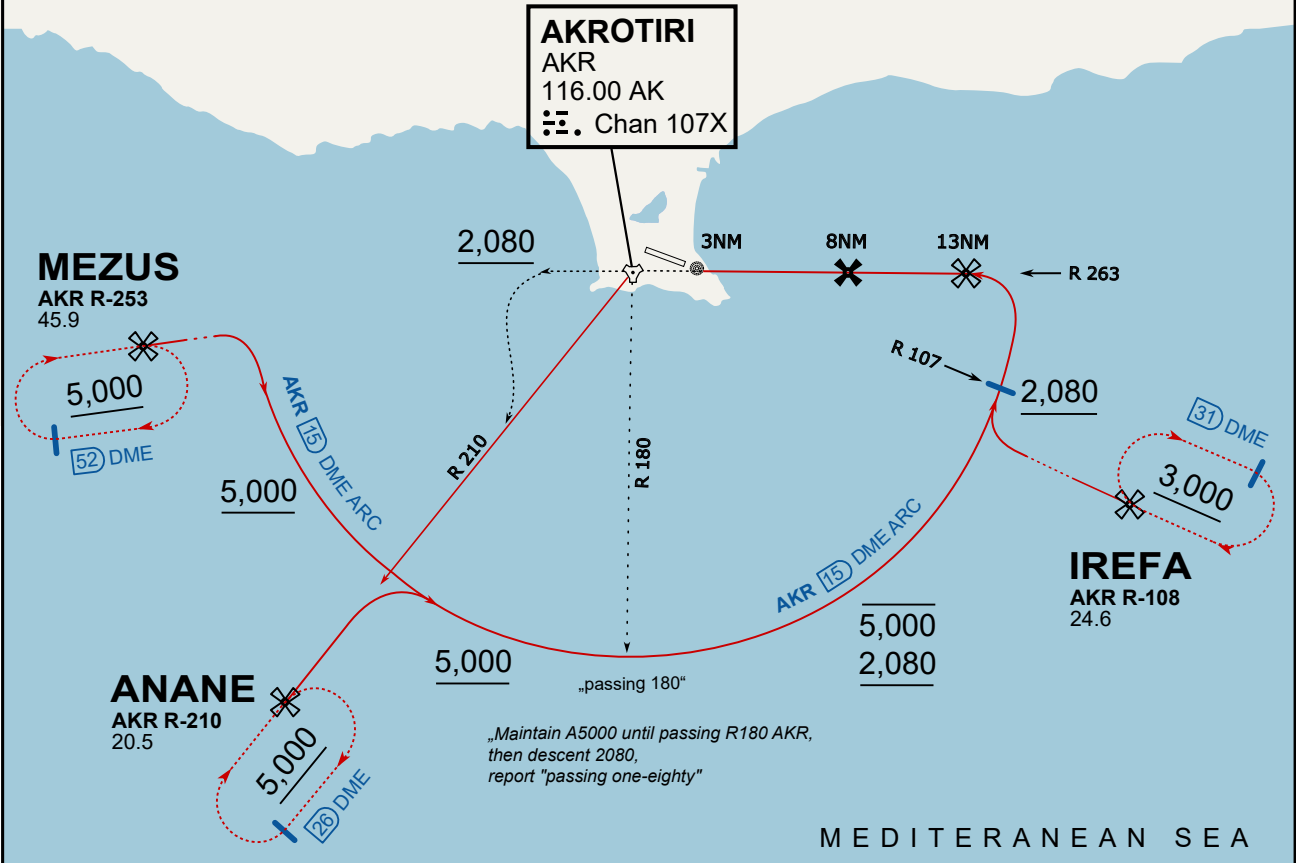 AKROTIRI
AKR
116.00 AK
Chan 107X
2,080
3NM
8NM
13NM
R 263
MEZUS
AKR R-253
45.9
5,000
52 DME
AKR 15 DME ARC
5,000
R 210
R 180
R 107
2,080
31 DME
3,000
IREFA
AKR R-108
24.6
AKR 15 DME ARC
5,000
2,080
5,000
„passing 180“
ANANE
AKR R-210
20.5
5,000
26 DME
„Maintain A5000 until passing R180 AKR,
then descent 2080,
report "passing one-eighty"
MEDITERANEAN SEA